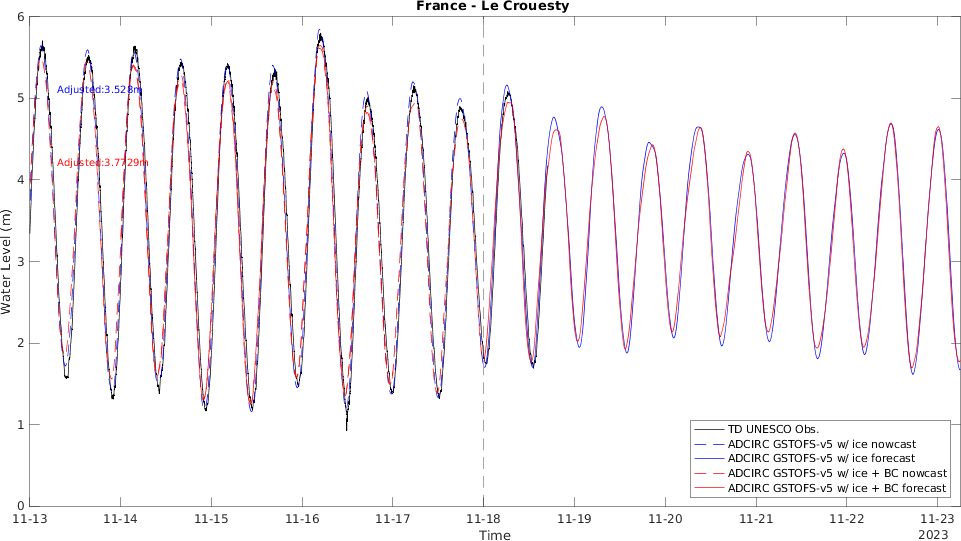 France - Le Crouesty
6
5
4
3
2
1
0
Water Level (m)
Adjusted:3.528m
Adjusted:3.7729m
TD UNESCO Obs.
ADCIRC GSTOFS-v5 w/ ice nowcast
ADCIRC GSTOFS-v5 w/ ice forecast
ADCIRC GSTOFS-v5 w/ ice + BC nowcast
ADCIRC GSTOFS-v5 w/ ice + BC forecast
11-13 11-14 11-15 11-16 11-17 11-18 11-19 11-20 11-21 11-22 11-23
Time
2023